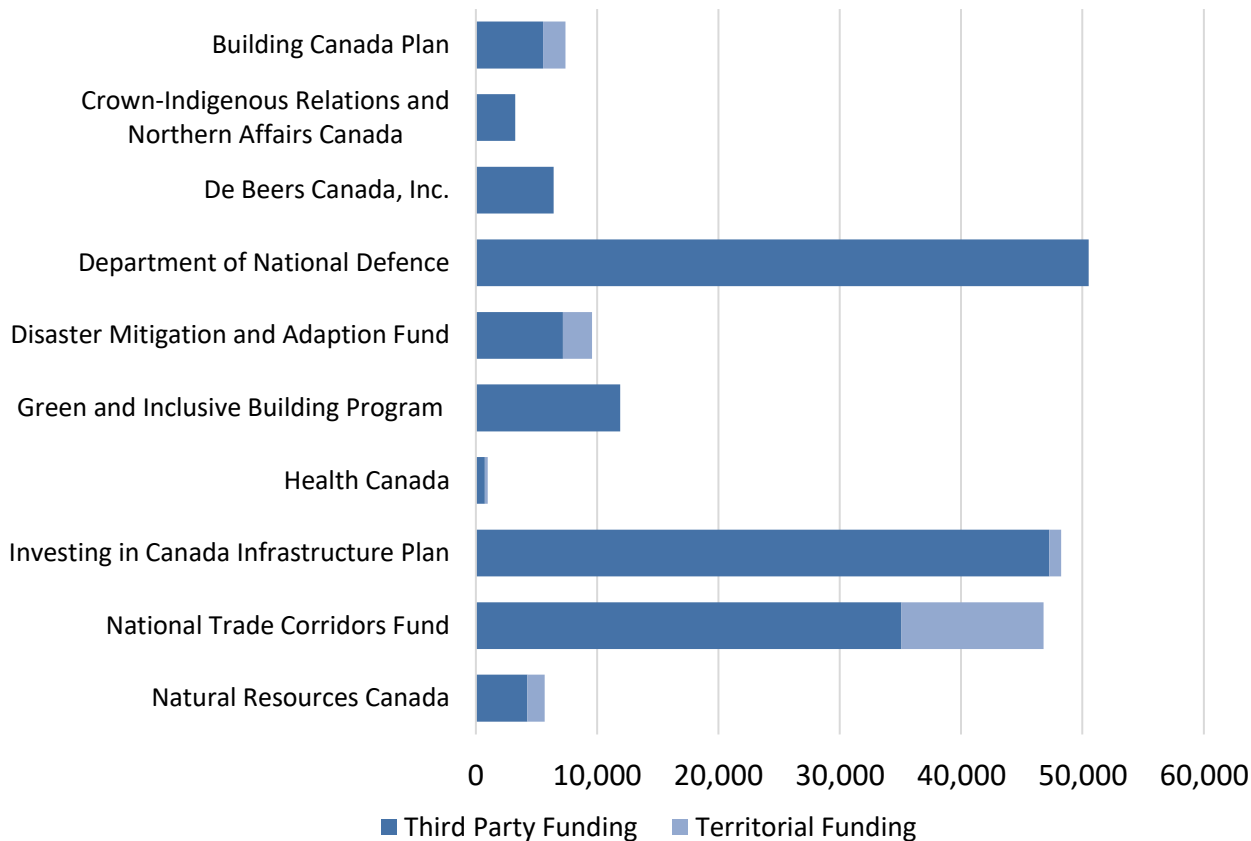 Building Canada Plan
Crown-Indigenous Relations and
Northern Affairs Canada
De Beers Canada, Inc.
Department of National Defence
Disaster Mitigation and Adaption Fund
Green and Inclusive Building Program
Health Canada
Investing in Canada Infrastructure Plan
National Trade Corridors Fund
Natural Resources Canada
0 10,000 20,000 30,000 40,000 50,000 60,000
Third Party Funding Territorial Funding